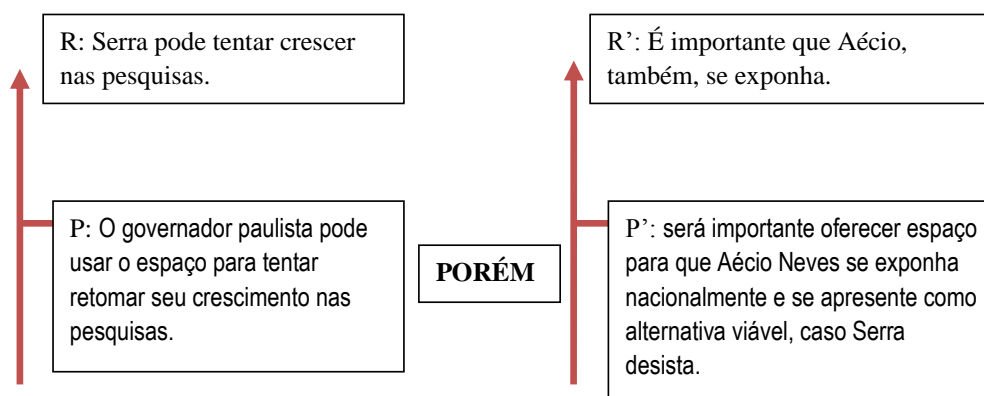 R: Serra pode tentar crescer
nas pesquisas.
R’: É importante que Aécio,
também, se exponha.
P: O governador paulista pode
usar o espaço para tentar
retomar seu crescimento nas
pesquisas.
PORÉM
P’: será importante oferecer espaço
para que Aécio Neves se exponha
nacionalmente e se apresente como
alternativa viável, caso Serra
desista.